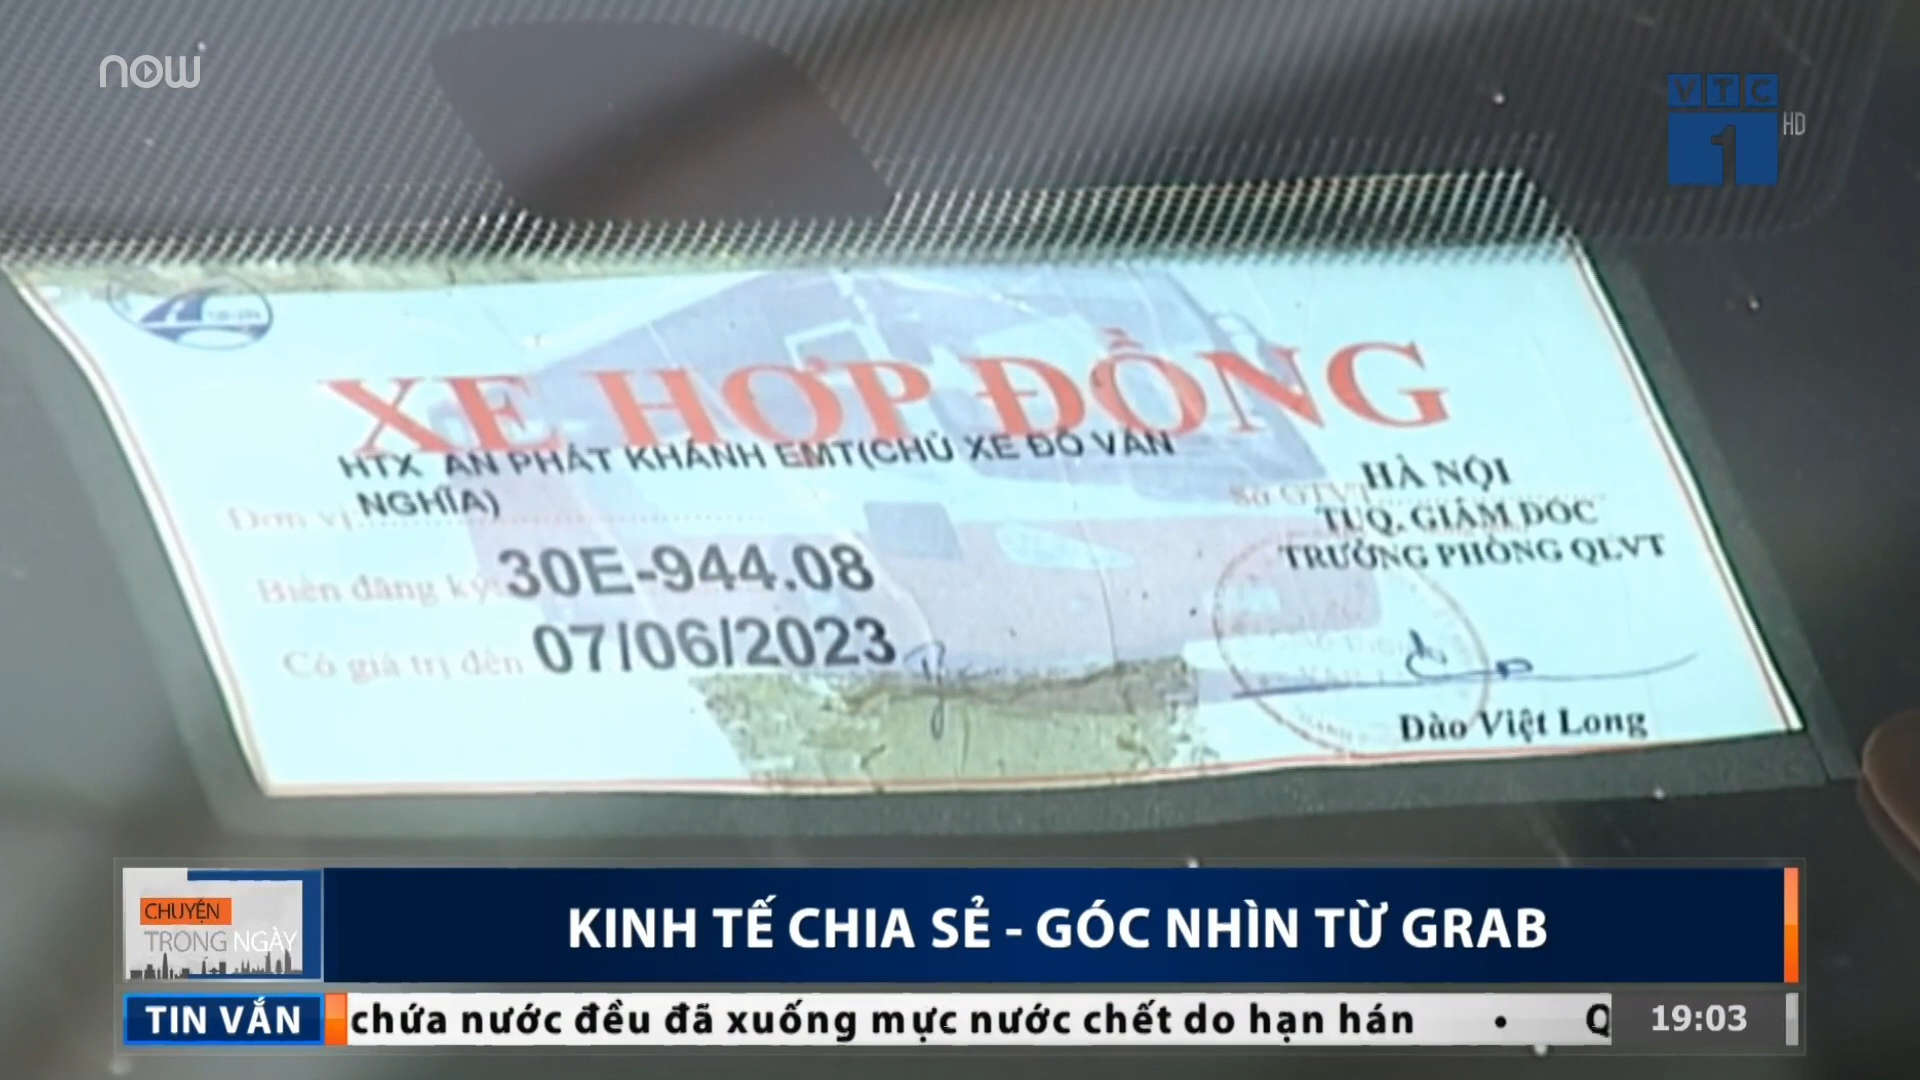 now
VTC
1 HD
XE HỢP ĐỒNG
HTX AN PHÁT KHÁNH EMT(CHỦ XE ĐỖ VĂN
Đơn vị: NGHĨA)
Biển đăng ký: 30E-944.08
Có giá trị đến 07/06/2023
Sở GTVT HÀ NỘI
TUQ. GIÁM ĐỐC
TRƯỞNG PHÒNG QLVT
Đào Việt Long
CHUYỆN
TRONG NGÀY
KINH TẾ CHIA SẺ - GÓC NHÌN TỪ GRAB
TIN VẮN
chứa nước đều đã xuống mực nước chết do hạn hán • Q
19:03